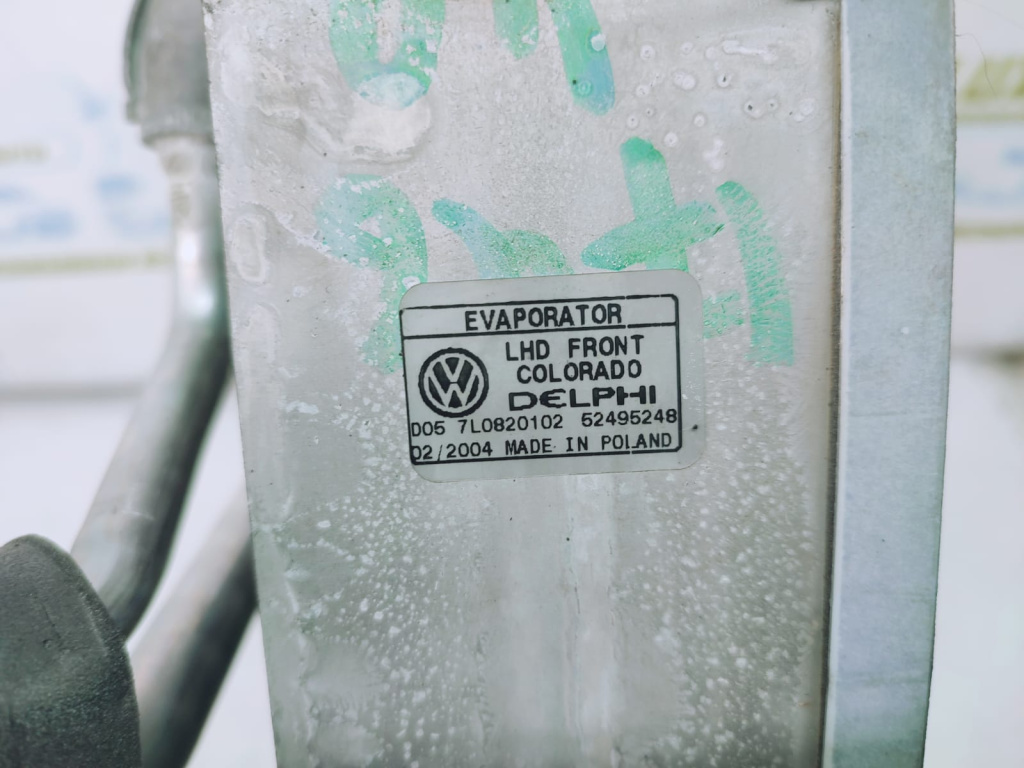 EVAPORATOR
LHD FRONT
COLORADO
DELPHI
D05 7L0820102 52495248
02/2004 MADE IN POLAND